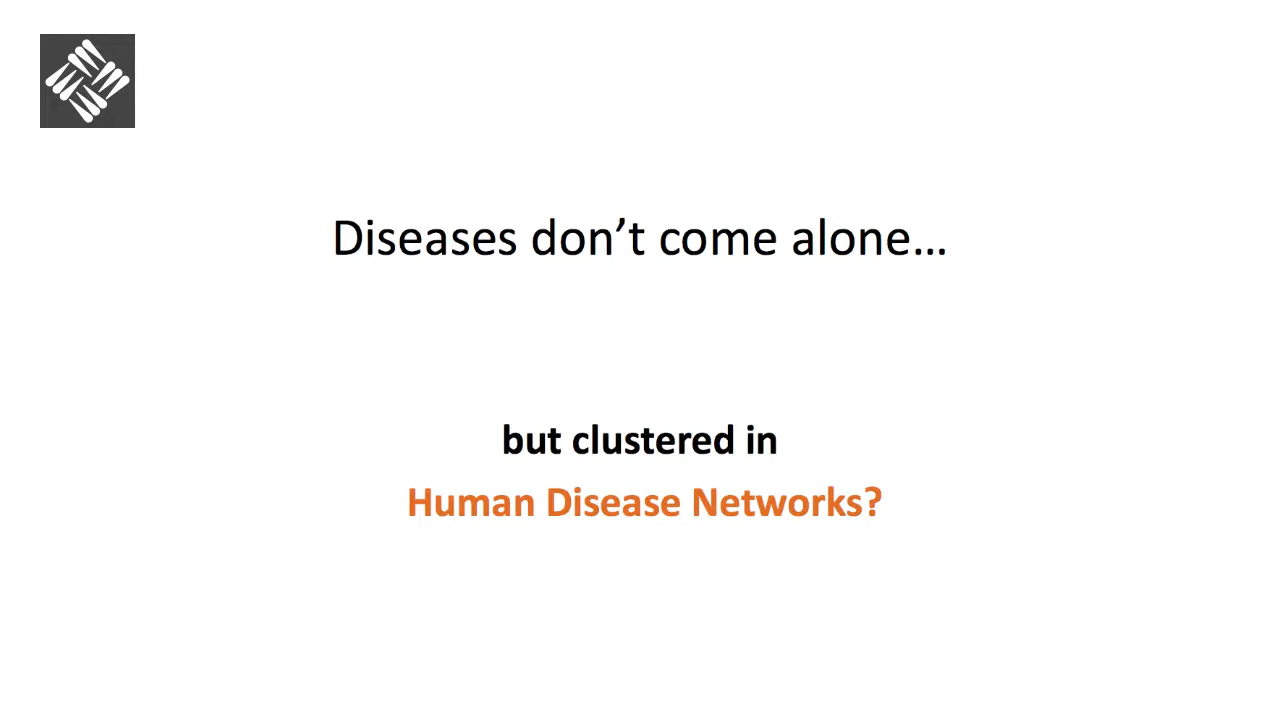 Diseases don’t come alone…
but clustered in
Human Disease Networks?